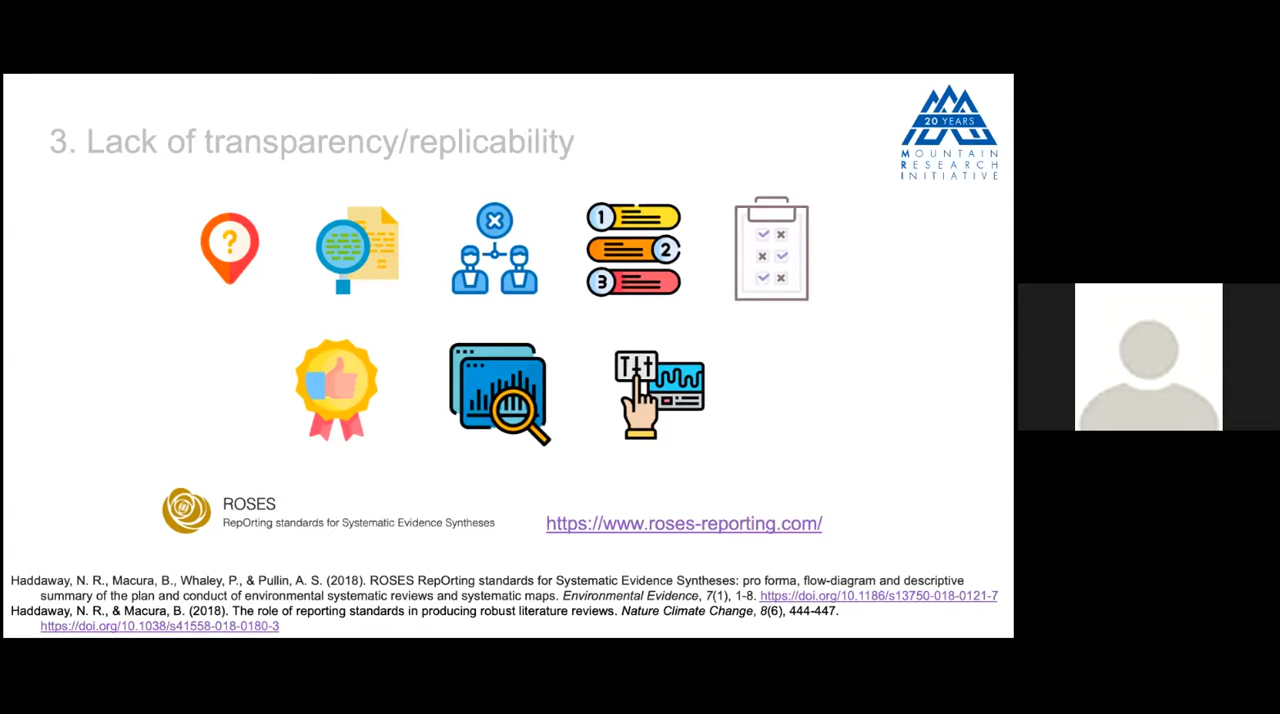 3. Lack of transparency/replicability
20 YEARS
MOUNTAIN
RESEARCH
INITIATIVE
?
1
2
3
ROSES
RepOrting standards for Systematic Evidence Syntheses
https://www.roses-reporting.com/
Haddaway, N. R., Macura, B., Whaley, P., & Pullin, A. S. (2018). ROSES RepOrting standards for Systematic Evidence Syntheses: pro forma, flow-diagram and descriptive
summary of the plan and conduct of environmental systematic reviews and systematic maps. Environmental Evidence, 7(1), 1-8. https://doi.org/10.1186/s13750-018-0121-7
Haddaway, N. R., & Macura, B. (2018). The role of reporting standards in producing robust literature reviews. Nature Climate Change, 8(6), 444-447.
https://doi.org/10.1038/s41558-018-0180-3